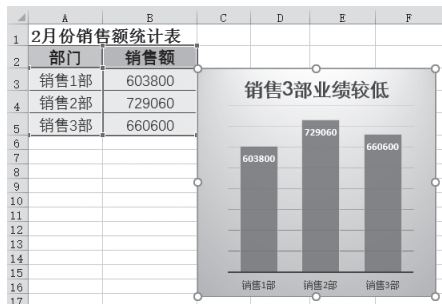 A B C D E F
1 2月份销售额统计表
2 部门 销售额
3 销售1部 603800
4 销售2部 729060
5 销售3部 660600
6
7
8
9
10
11
12
13
14
15
16
17
销售3部业绩较低
603800 729060 660600
销售1部 销售2部 销售3部